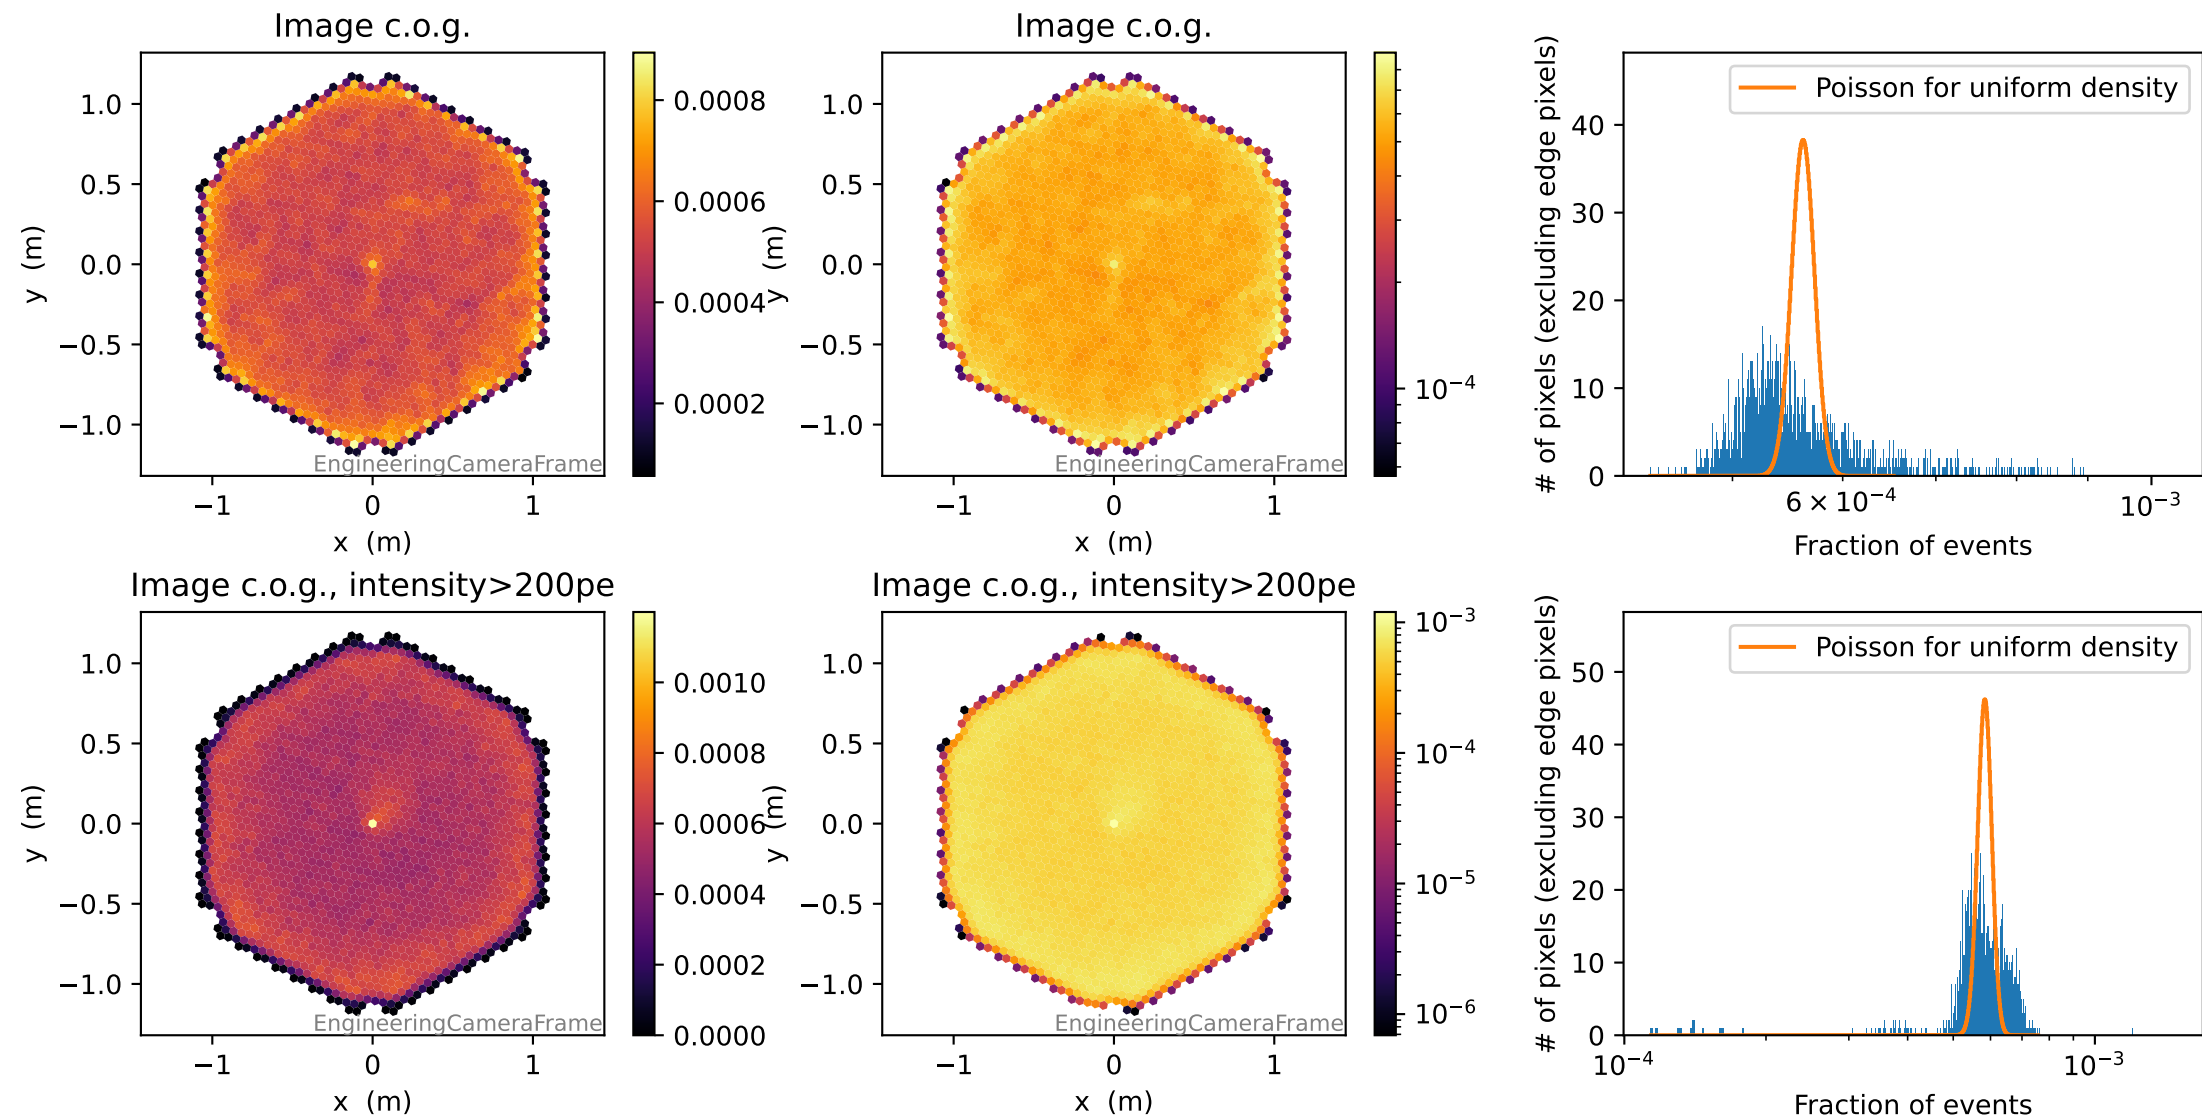 Image c.o.g.
1.0
0.5
0.0
−0.5
−1.0
y (m)
−1
0
1
x (m)
EngineeringCameraFrame
0.0008
0.0006
0.0004
0.0002
Image c.o.g.
1.0
0.5
0.0
−0.5
−1.0
y (m)
−1
0
1
x (m)
EngineeringCameraFrame
10⁻⁴
# of pixels (excluding edge pixels)
40
30
20
10
0
Poisson for uniform density
6 × 10⁻⁴
10⁻³
Fraction of events
Image c.o.g., intensity>200pe
1.0
0.5
0.0
−0.5
−1.0
y (m)
−1
0
1
x (m)
EngineeringCameraFrame
0.0010
0.0008
0.0006
0.0004
0.0002
0.0000
Image c.o.g., intensity>200pe
1.0
0.5
0.0
−0.5
−1.0
y (m)
−1
0
1
x (m)
EngineeringCameraFrame
10⁻³
10⁻⁴
10⁻⁵
10⁻⁶
# of pixels (excluding edge pixels)
50
40
30
20
10
0
Poisson for uniform density
10⁻⁴
10⁻³
Fraction of events